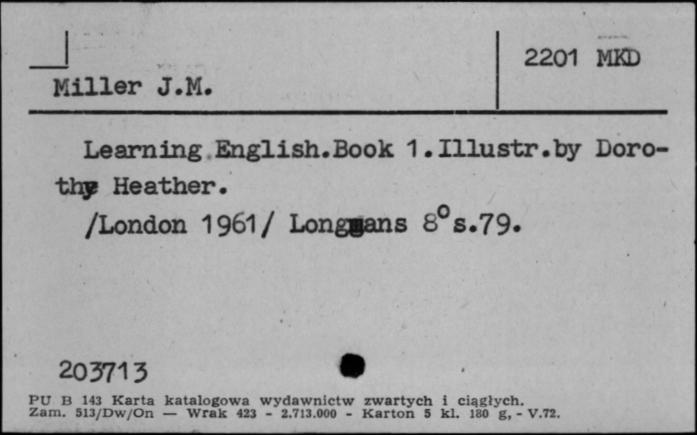 2201 MKD
Miller J.M.
Learning English.Book 1.Illustr.by Doro-
thy Heather.
/London 1961/ Longmans 8° s.79.
203713
PU B 143 Karta katalogowa wydawnictw zwartych i ciągłych.
Zam. 513/Dw/On — Wrak 423 - 2.713.000 - Karton 5 kl. 180 g, - V.72.